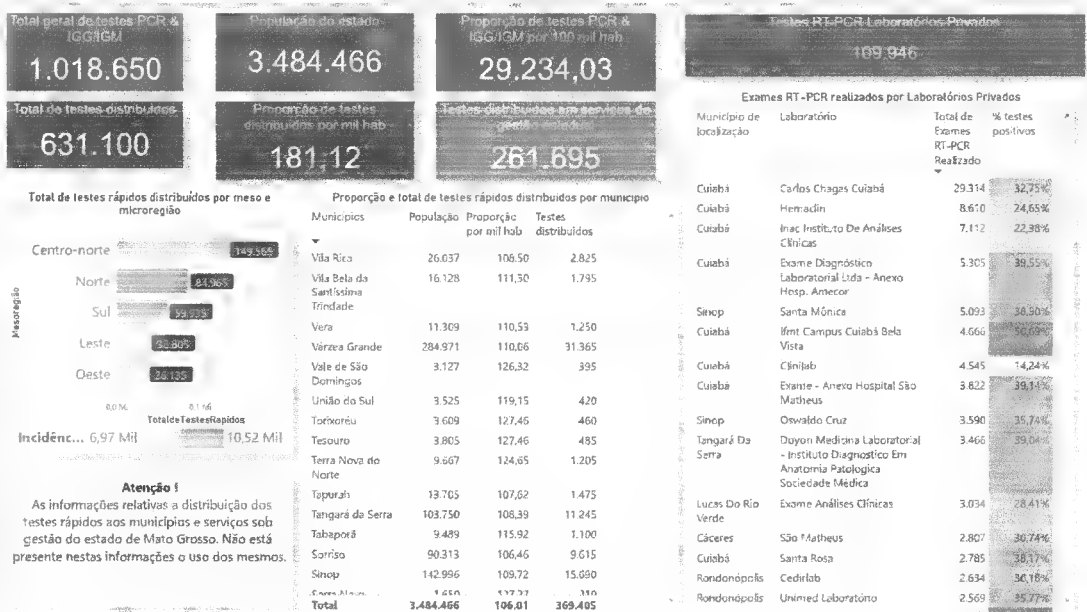 Total geral de testes PCR &
IGG/IGM
1.018.650
População do estado
3.484.466
Proporção de testes PCR &
IGG/IGM por 100 mil hab
29.234,03
Testes RT-PCR Laboratórios Privados
109.946
Total de testes distribuídos
631.100
Proporção de testes
distribuídos por mil hab
181,12
Testes distribuídos em serviços de
gestão estadual
261.695
Total de testes rápidos distribuídos por meso e
microregião
Mesoregião
Centro-norte 149.565
Norte 84.965
Sul
Leste
Oeste
0,0 Mi 0,1 Mi
TotaldeTestesRapidos
Incidênc... 6,97 Mil 10,52 Mil
Atenção !
As informações relativas a distribuição dos
testes rápidos aos municípios e serviços sob
gestão do estado de Mato Grosso. Não está
presente nestas informações o uso dos mesmos.
Proporção e total de testes rápidos distribuídos por município
Municípios População Proporção Testes
por mil hab distribuídos
Vila Rica 26.037 108,50 2.825
Vila Bela da 16.128 111,30 1.795
Santíssima
Trindade
Vera 11.309 110,53 1.250
Várzea Grande 284.971 110,06 31.365
Vale de São 3.127 126,32 395
Domingos
União do Sul 3.525 119,15 420
Torixoréu 3.609 127,46 460
Tesouro 3.805 127,46 485
Terra Nova do 9.667 124,65 1.205
Norte
Tapurah 13.705 107,62 1.475
Tangará da Serra 103.750 108,39 11.245
Tabaporã 9.489 115,92 1.100
Sorriso 90.313 106,46 9.615
Sinop 142.996 109,72 15.690
Total 3.484.466 106,01 369.405
Exames RT-PCR realizados por Laboratórios Privados
Município de Laboratório Total de % testes
localização Exames positivos
RT-PCR
Realizado
Cuiabá Carlos Chagas Cuiabá 29.314 32,75%
Cuiabá Hemadin 8.610 24,65%
Cuiabá Inac Instituto De Análises 7.112 22,38%
Clínicas
Cuiabá Exame Diagnóstico 5.305 39,55%
Laboratorial Ltda - Anexo
Hosp. Amecor
Sinop Santa Mônica 5.093 38,90%
Cuiabá Ifmt Campus Cuiabá Bela 4.666 50,69%
Vista
Cuiabá Clinilab 4.545 14,24%
Cuiabá Exame - Anexo Hospital São 3.822 39,14%
Matheus
Sinop Oswaldo Cruz 3.590 35,74%
Tangará Da Duyon Medicina Laboratorial 3.466 39,04%
Serra - Instituto Diagnostico Em
Anatomia Patologica
Sociedade Médica
Lucas Do Rio Exame Análises Clínicas 3.034 28,41%
Verde
Cáceres São Matheus 2.807 30,74%
Cuiabá Santa Rosa 2.785 38,17%
Rondonópolis Cedirlab 2.634 30,18%
Rondonópolis Unimed Laboratório 2.569 35,77%